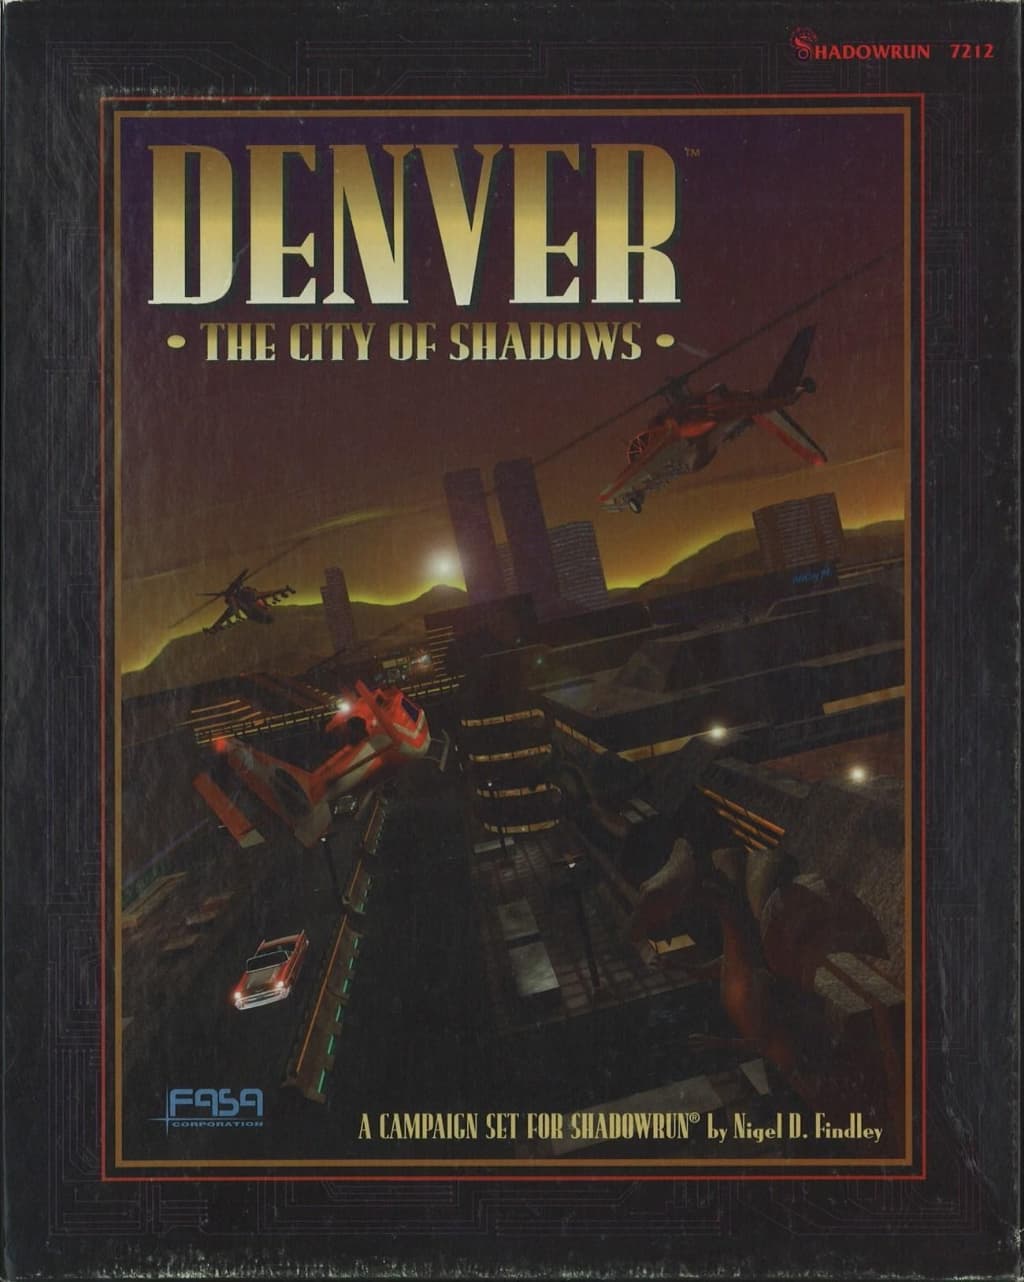 SHADOWRUN 7212
DENVER™
• THE CITY OF SHADOWS •
FASA
CORPORATION
A CAMPAIGN SET FOR SHADOWRUN® by Nigel D. Findley